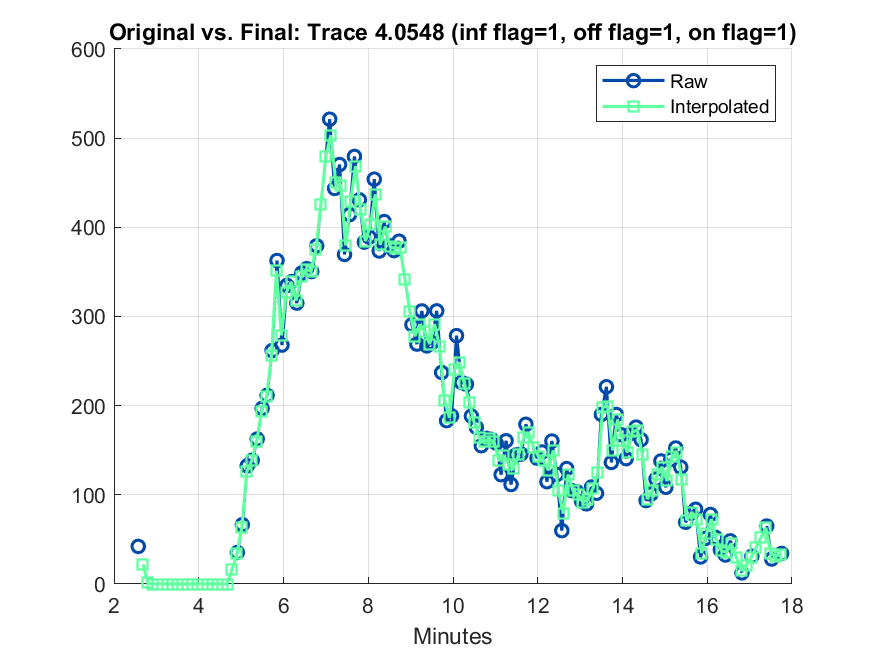 Original vs. Final: Trace 4.0548 (inf flag=1, off flag=1, on flag=1)
600
500
400
300
200
100
0
Raw
Interpolated
2 4 6 8 10 12 14 16 18
Minutes